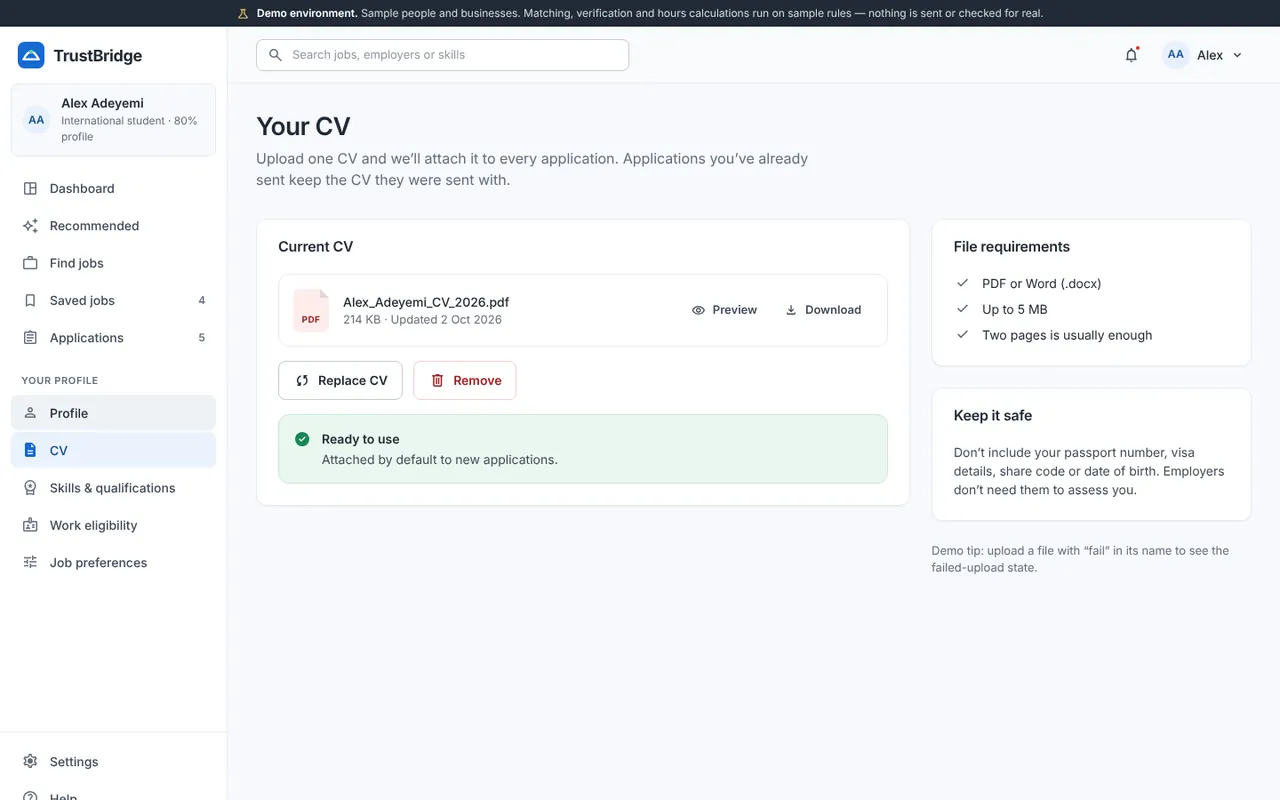 Demo environment. Sample people and businesses. Matching, verification and hours calculations run on sample rules — nothing is sent or checked for real.
TrustBridge
Search jobs, employers or skills
AA
Alex
AA
Alex Adeyemi
International student · 80%
profile
Dashboard
Recommended
Find jobs
Saved jobs 4
Applications 5
YOUR PROFILE
Profile
CV
Skills & qualifications
Work eligibility
Job preferences
Settings
Help
Your CV
Upload one CV and we’ll attach it to every application. Applications you’ve already
sent keep the CV they were sent with.
Current CV
PDF
Alex_Adeyemi_CV_2026.pdf
214 KB · Updated 2 Oct 2026
Preview
Download
Replace CV
Remove
Ready to use
Attached by default to new applications.
File requirements
PDF or Word (.docx)
Up to 5 MB
Two pages is usually enough
Keep it safe
Don’t include your passport number, visa
details, share code or date of birth. Employers
don’t need them to assess you.
Demo tip: upload a file with “fail” in its name to see the
failed-upload state.